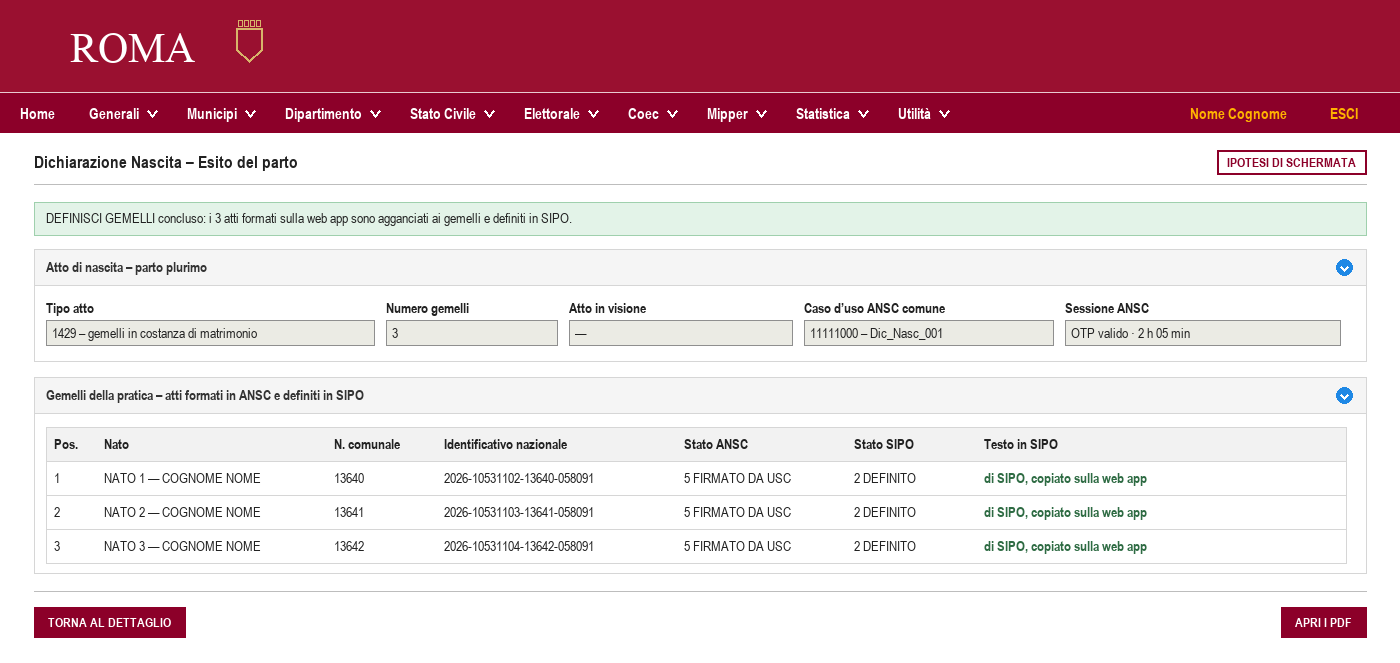 ROMA
Home Generali Municipi Dipartimento Stato Civile Elettorale Coec Mipper Statistica Utilità Nome Cognome ESCI
Dichiarazione Nascita – Esito del parto IPOTESI DI SCHERMATA
DEFINISCI GEMELLI concluso: i 3 atti formati sulla web app sono agganciati ai gemelli e definiti in SIPO.
Atto di nascita – parto plurimo
Tipo atto Numero gemelli Atto in visione Caso d’uso ANSC comune Sessione ANSC
1429 – gemelli in costanza di matrimonio 3 — 11111000 – Dic_Nasc_001 OTP valido · 2 h 05 min
Gemelli della pratica – atti formati in ANSC e definiti in SIPO
Pos. Nato N. comunale Identificativo nazionale Stato ANSC Stato SIPO Testo in SIPO
1 NATO 1 — COGNOME NOME 13640 2026-10531102-13640-058091 5 FIRMATO DA USC 2 DEFINITO di SIPO, copiato sulla web app
2 NATO 2 — COGNOME NOME 13641 2026-10531103-13641-058091 5 FIRMATO DA USC 2 DEFINITO di SIPO, copiato sulla web app
3 NATO 3 — COGNOME NOME 13642 2026-10531104-13642-058091 5 FIRMATO DA USC 2 DEFINITO di SIPO, copiato sulla web app
TORNA AL DETTAGLIO APRI I PDF